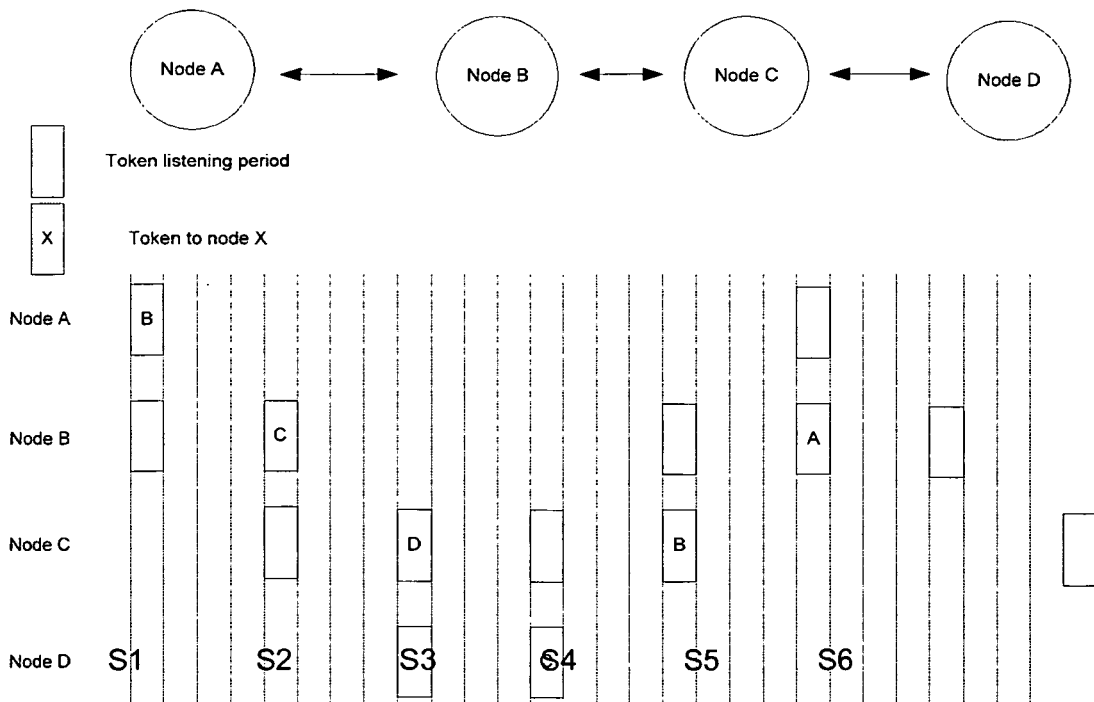 Node A Node B Node C Node D
Token listening period
X Token to node X
Node A B
Node B C A
Node C D B
Node D S1 S2 S3 C S4 S5 S6